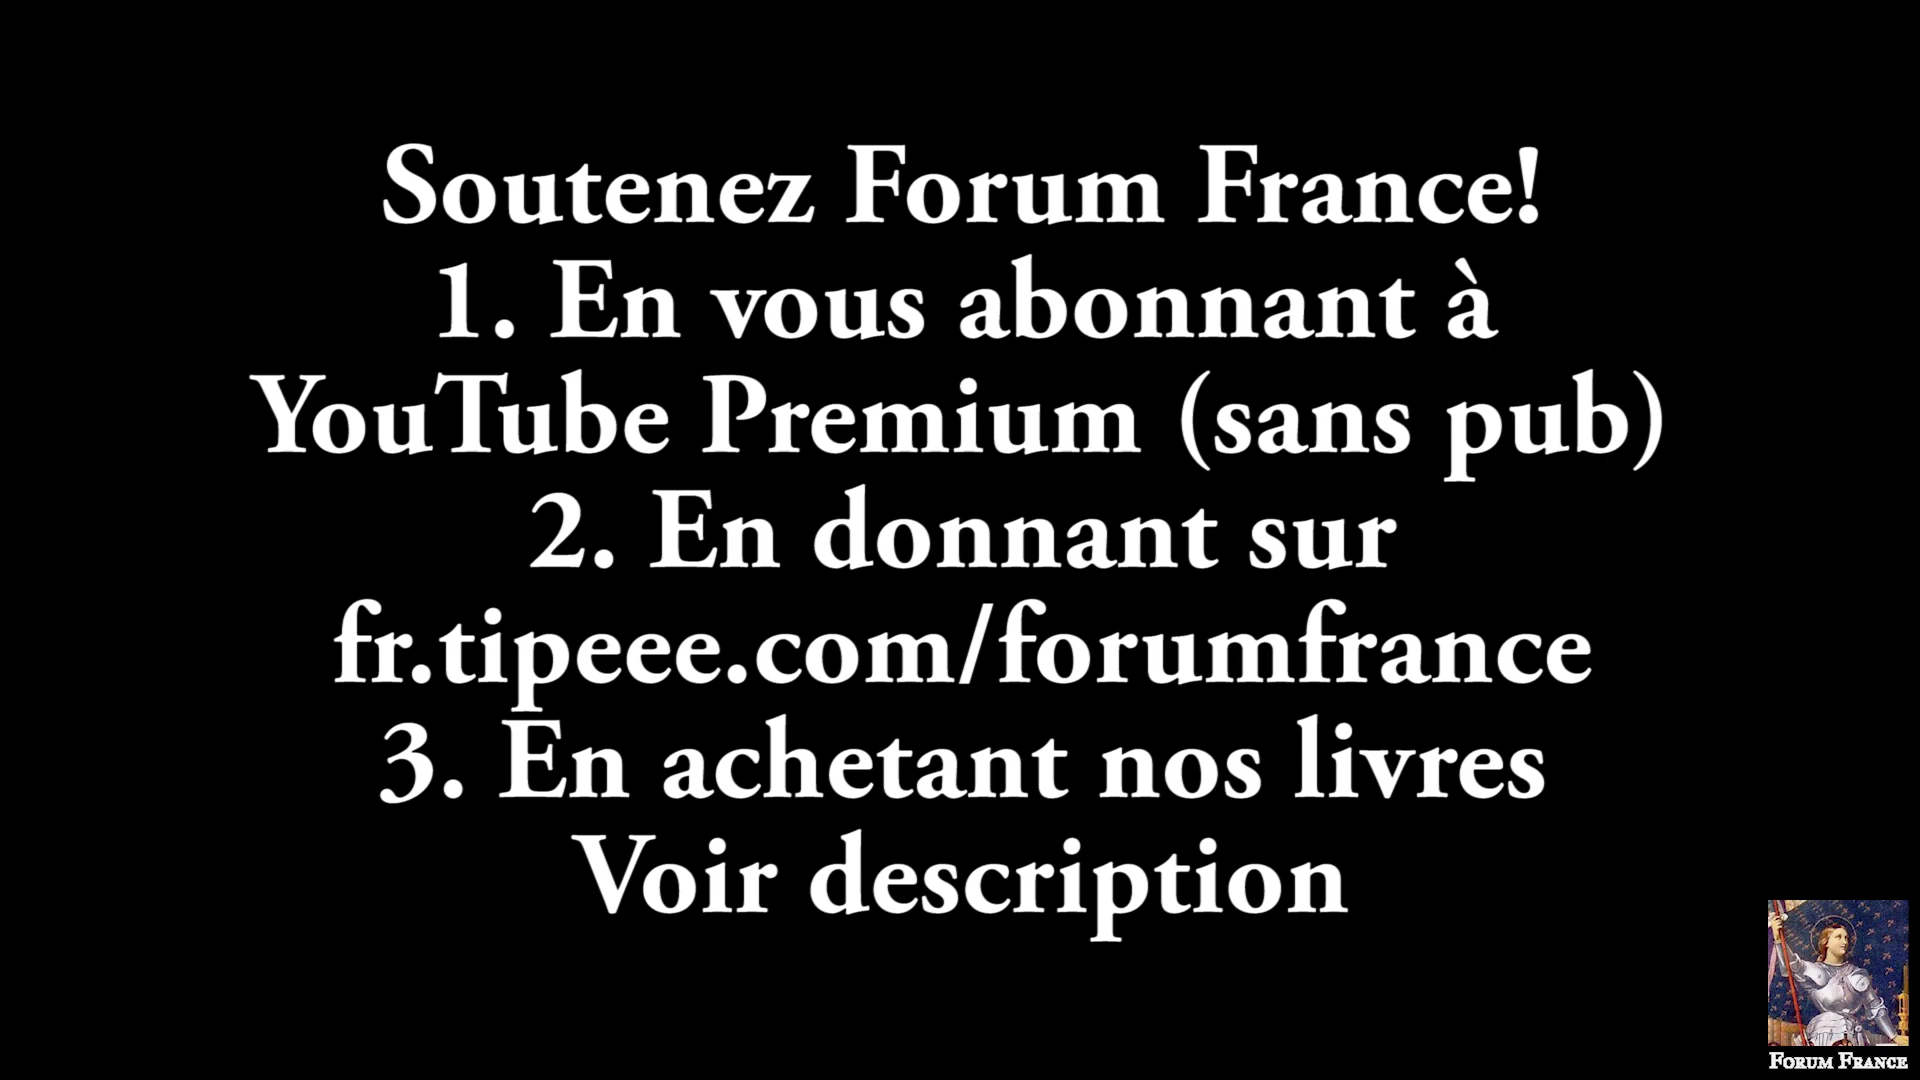 Soutenez Forum France!
1. En vous abonnant à
YouTube Premium (sans pub)
2. En donnant sur
fr.tipeee.com/forumfrance
3. En achetant nos livres
Voir description
Forum France